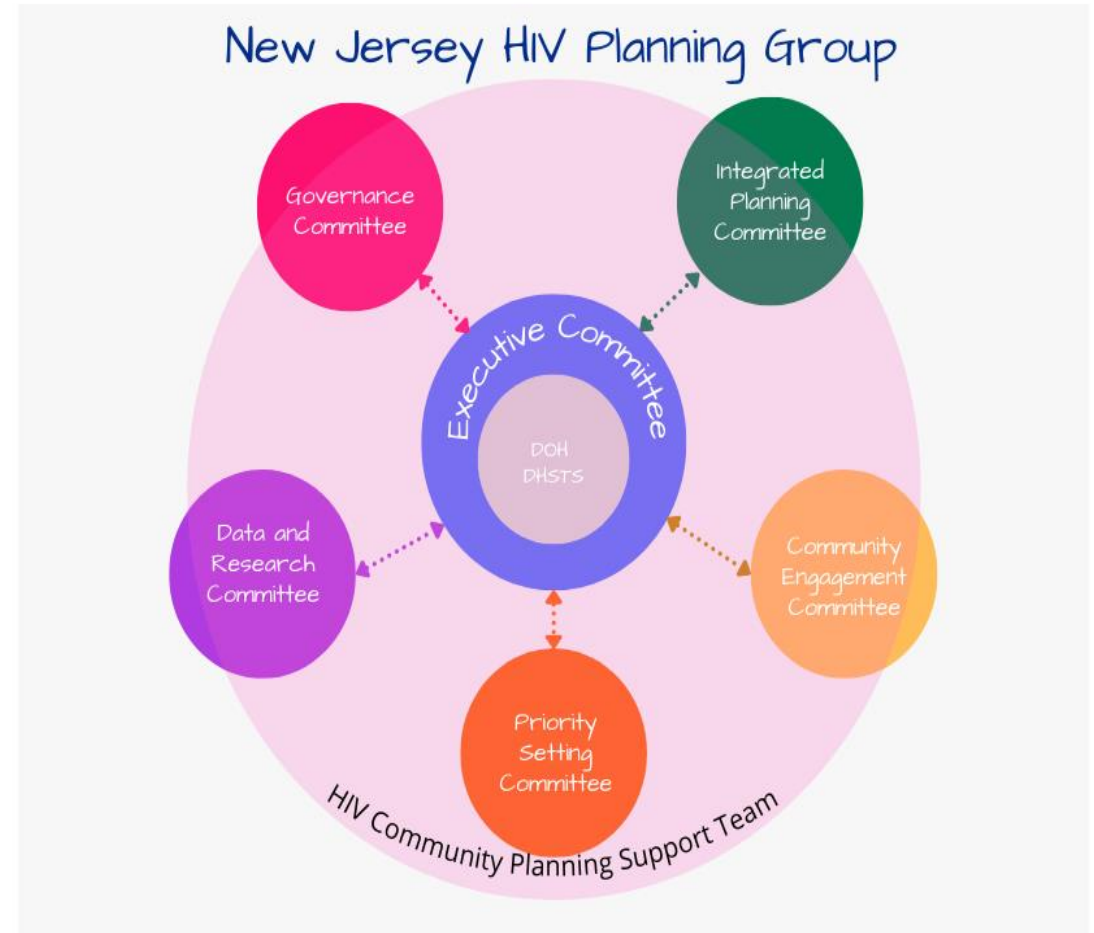 New Jersey HIV Planning Group
Governance
Committee
Integrated
Planning
Committee
Executive Committee
DOH
DHSTS
Data and
Research
Committee
Community
Engagement
Committee
Priority
Setting
Committee
HIV Community Planning Support Team